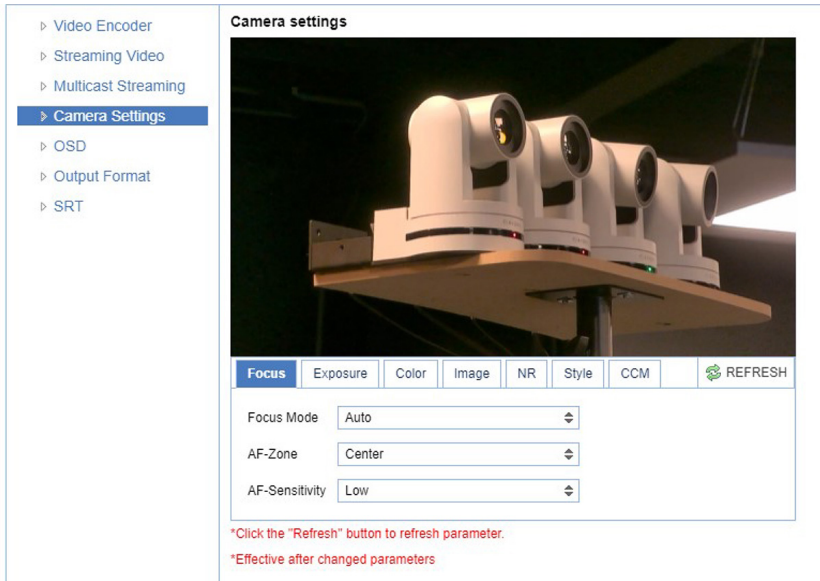 Video Encoder
Streaming Video
Multicast Streaming
Camera Settings
OSD
Output Format
SRT
Camera settings
Focus Exposure Color Image NR Style CCM REFRESH
Focus Mode Auto
AF-Zone Center
AF-Sensitivity Low
*Click the "Refresh" button to refresh parameter.
*Effective after changed parameters